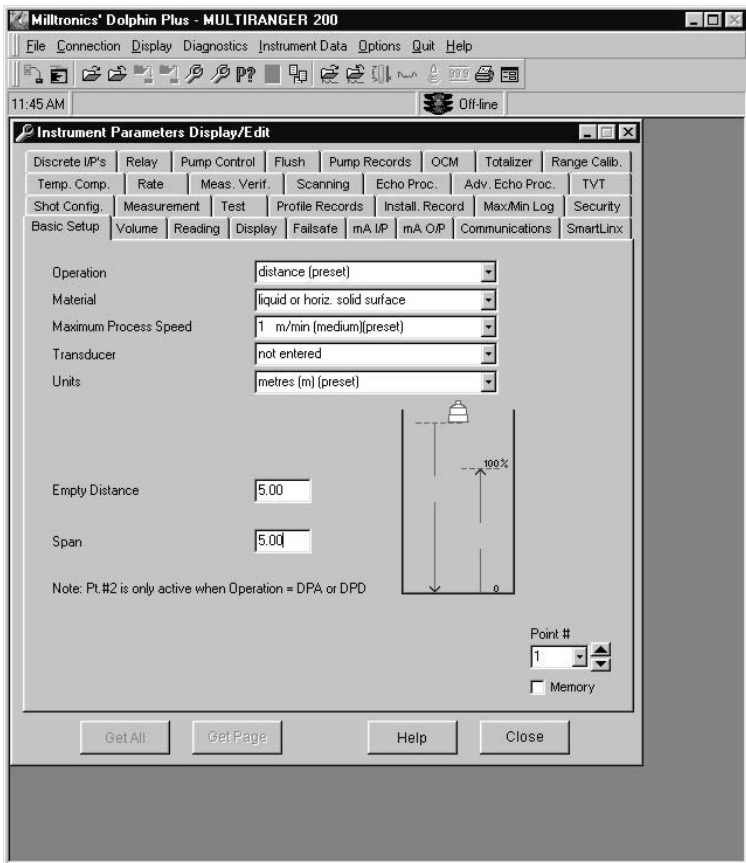 Milltronics' Dolphin Plus - MULTIRANGER 200
File Connection Display Diagnostics Instrument Data Options Quit Help
P? 99.9
11:45 AM Off-line
Instrument Parameters Display/Edit
Discrete I/P's Relay Pump Control Flush Pump Records OCM Totalizer Range Calib.
Temp. Comp. Rate Meas. Verif. Scanning Echo Proc. Adv. Echo Proc. TVT
Shot Config. Measurement Test Profile Records Install. Record Max/Min Log Security
Basic Setup Volume Reading Display Failsafe mA I/P mA O/P Communications SmartLinx
Operation distance (preset)
Material liquid or horiz. solid surface
Maximum Process Speed 1 m/min (medium)(preset)
Transducer not entered
Units metres (m) (preset)
100%
Empty Distance 5.00
Span 5.00
Note: Pt.#2 is only active when Operation = DPA or DPD
0
Point #
1
Memory
Get All Get Page Help Close